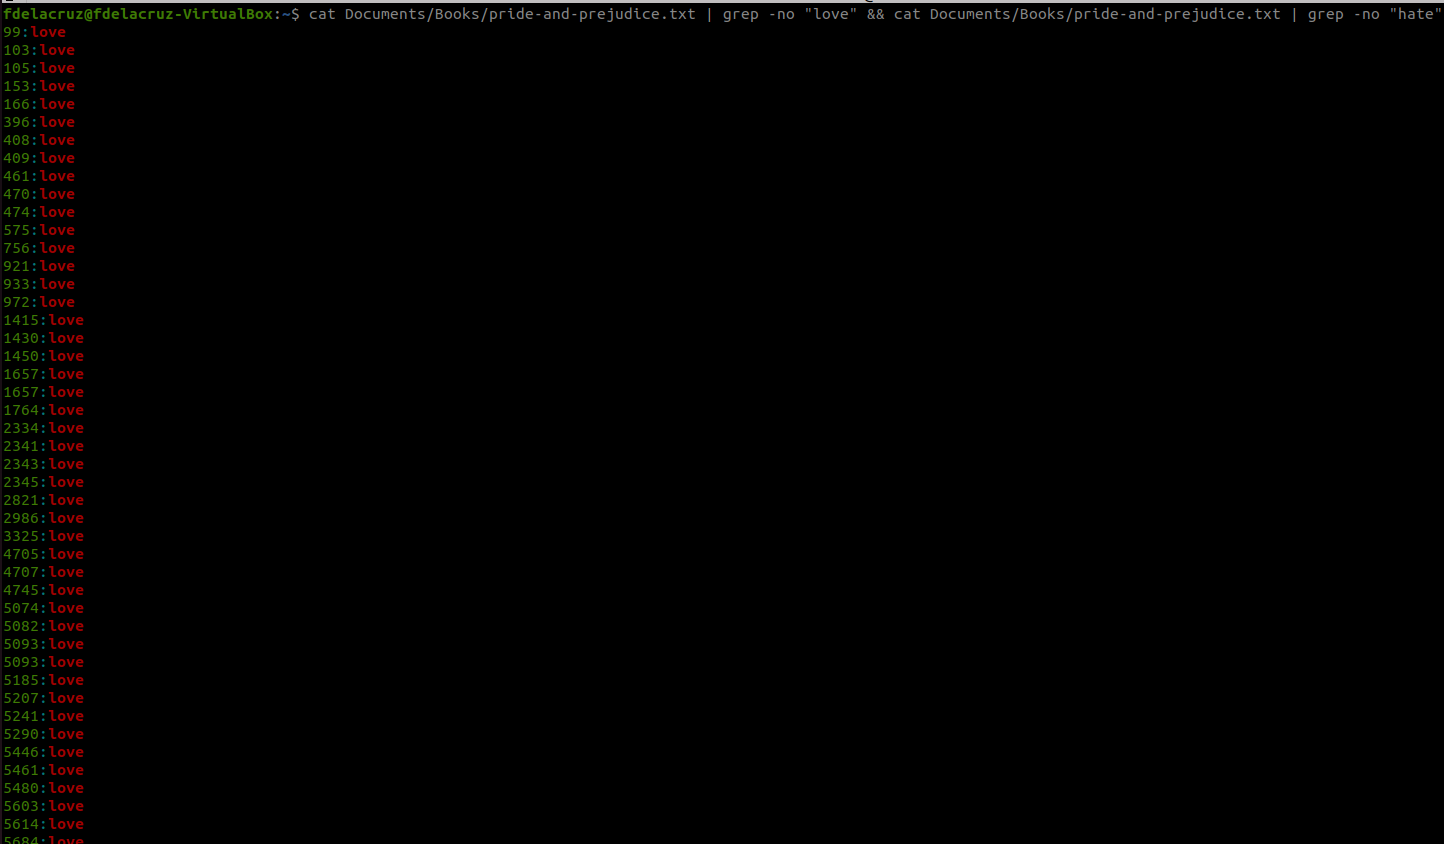 fdelacruz@fdelacruz-VirtualBox:~$ cat Documents/Books/pride-and-prejudice.txt | grep -no "love" && cat Documents/Books/pride-and-prejudice.txt | grep -no "hate"
99:love
103:love
105:love
153:love
166:love
396:love
408:love
409:love
461:love
470:love
474:love
575:love
756:love
921:love
933:love
972:love
1415:love
1430:love
1450:love
1657:love
1657:love
1764:love
2334:love
2341:love
2343:love
2345:love
2821:love
2986:love
3325:love
4705:love
4707:love
4745:love
5074:love
5082:love
5093:love
5093:love
5185:love
5207:love
5241:love
5290:love
5446:love
5461:love
5480:love
5603:love
5614:love
5684:love